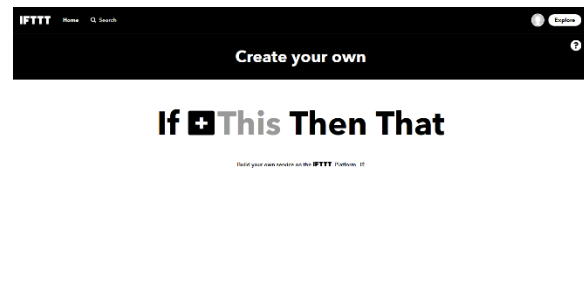 IFTTT Home Search Explore
?
Create your own
If +This Then That
Build your own service on the IFTTT Platform